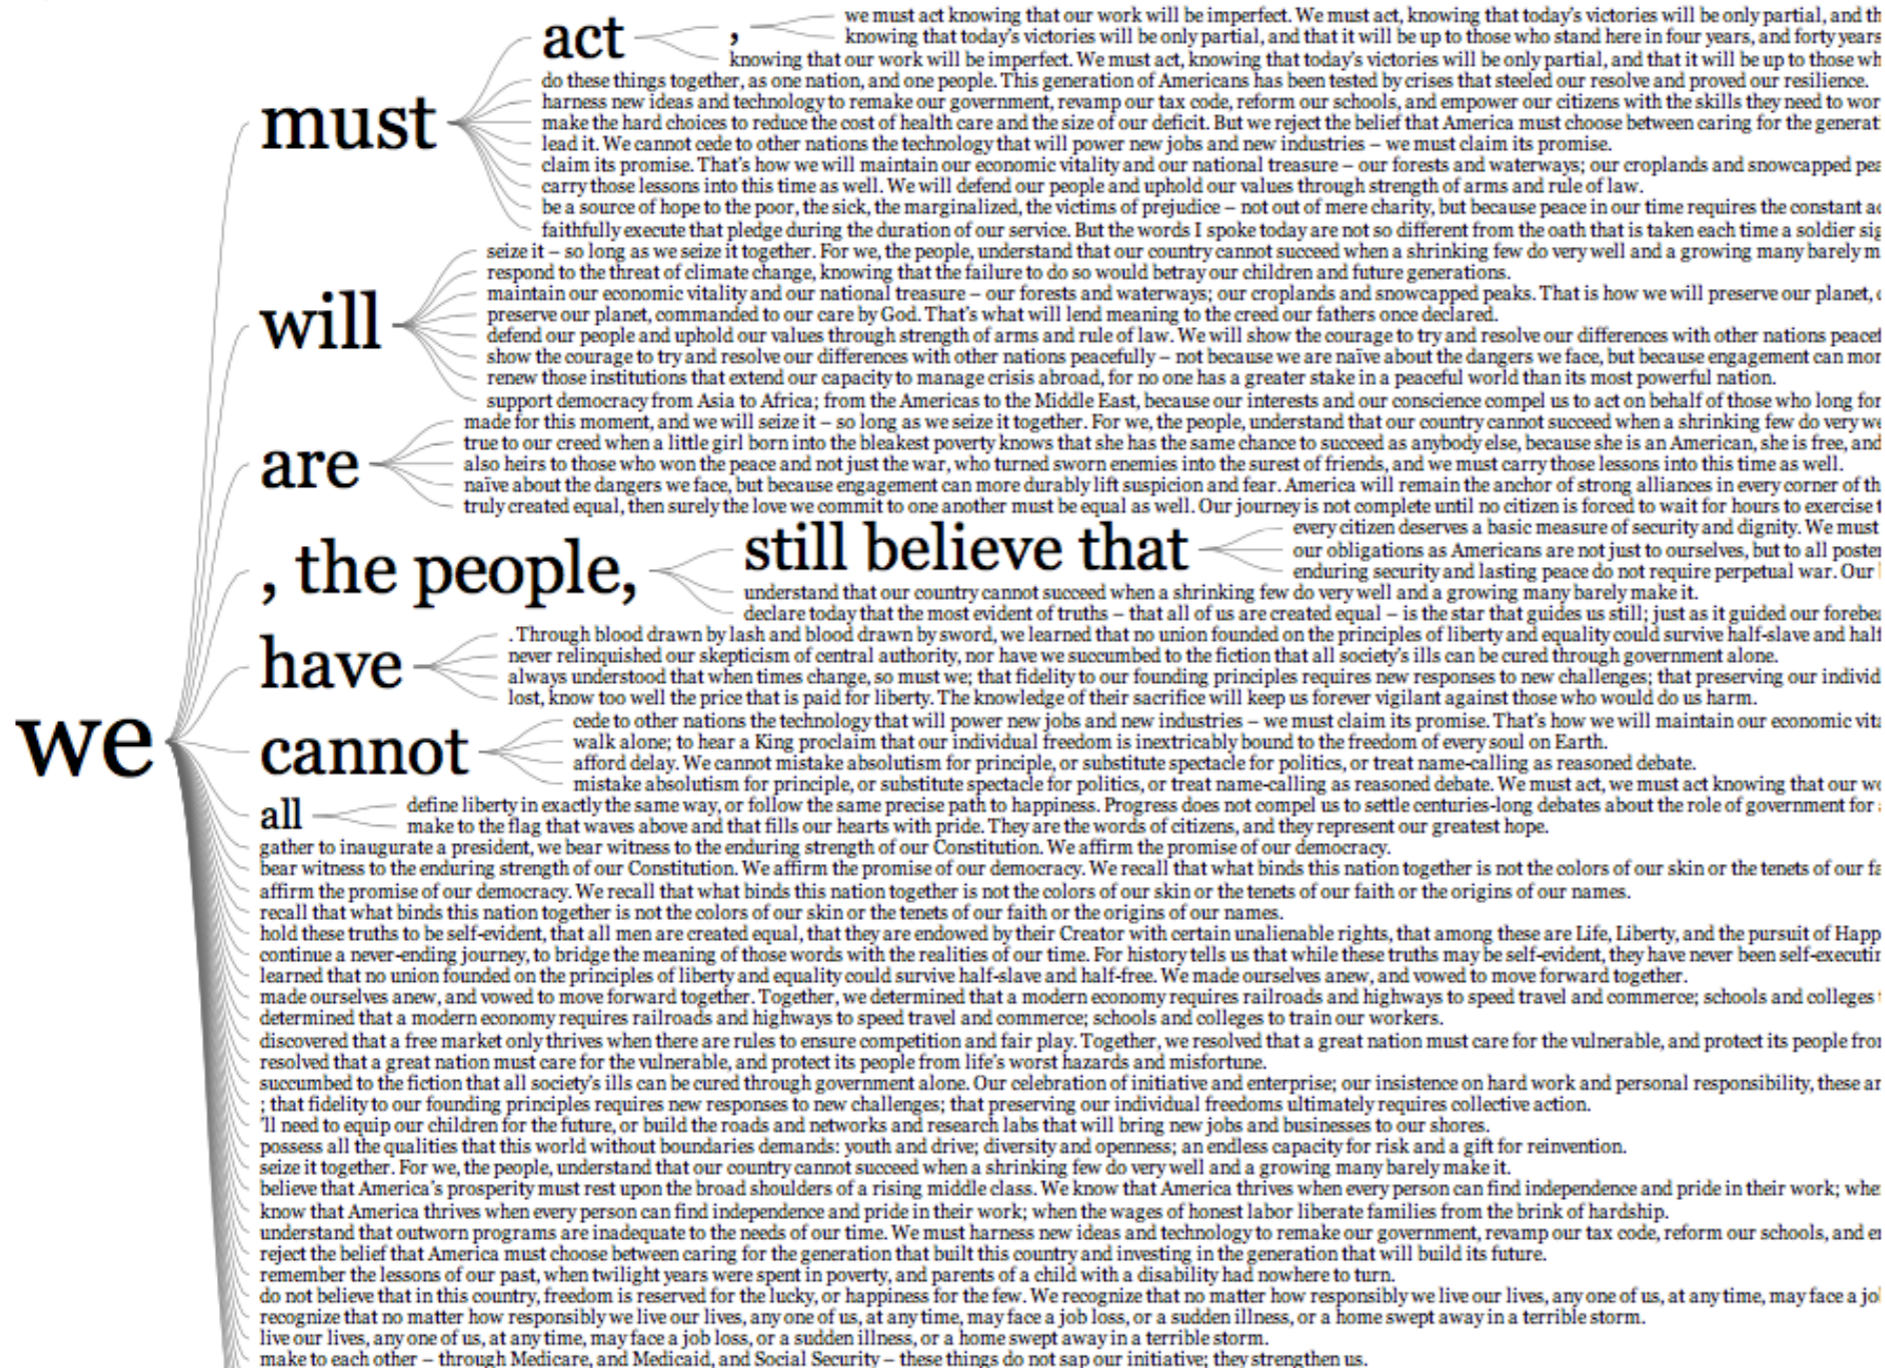 we
must
act
,
we must act knowing that our work will be imperfect. We must act, knowing that today's victories will be only partial, and th
knowing that today's victories will be only partial, and that it will be up to those who stand here in four years, and forty years
knowing that our work will be imperfect. We must act, knowing that today's victories will be only partial, and that it will be up to those wh
do these things together, as one nation, and one people. This generation of Americans has been tested by crises that steeled our resolve and proved our resilience.
harness new ideas and technology to remake our government, revamp our tax code, reform our schools, and empower our citizens with the skills they need to wor
make the hard choices to reduce the cost of health care and the size of our deficit. But we reject the belief that America must choose between caring for the generat
lead it. We cannot cede to other nations the technology that will power new jobs and new industries – we must claim its promise.
claim its promise. That's how we will maintain our economic vitality and our national treasure – our forests and waterways; our croplands and snowcapped pea
carry those lessons into this time as well. We will defend our people and uphold our values through strength of arms and rule of law.
be a source of hope to the poor, the sick, the marginalized, the victims of prejudice – not out of mere charity, but because peace in our time requires the constant ad
faithfully execute that pledge during the duration of our service. But the words I spoke today are not so different from the oath that is taken each time a soldier sig
will
seize it – so long as we seize it together. For we, the people, understand that our country cannot succeed when a shrinking few do very well and a growing many barely m
respond to the threat of climate change, knowing that the failure to do so would betray our children and future generations.
maintain our economic vitality and our national treasure – our forests and waterways; our croplands and snowcapped peaks. That is how we will preserve our planet, c
preserve our planet, commanded to our care by God. That's what will lend meaning to the creed our fathers once declared.
defend our people and uphold our values through strength of arms and rule of law. We will show the courage to try and resolve our differences with other nations peacef
show the courage to try and resolve our differences with other nations peacefully – not because we are naïve about the dangers we face, but because engagement can mor
renew those institutions that extend our capacity to manage crisis abroad, for no one has a greater stake in a peaceful world than its most powerful nation.
support democracy from Asia to Africa; from the Americas to the Middle East, because our interests and our conscience compel us to act on behalf of those who long for
are
made for this moment, and we will seize it – so long as we seize it together. For we, the people, understand that our country cannot succeed when a shrinking few do very we
true to our creed when a little girl born into the bleakest poverty knows that she has the same chance to succeed as anybody else, because she is an American, she is free, and
also heirs to those who won the peace and not just the war, who turned sworn enemies into the surest of friends, and we must carry those lessons into this time as well.
naïve about the dangers we face, but because engagement can more durably lift suspicion and fear. America will remain the anchor of strong alliances in every corner of th
truly created equal, then surely the love we commit to one another must be equal as well. Our journey is not complete until no citizen is forced to wait for hours to exercise t
, the people,
still believe that
every citizen deserves a basic measure of security and dignity. We must
our obligations as Americans are not just to ourselves, but to all poster
enduring security and lasting peace do not require perpetual war. Our
understand that our country cannot succeed when a shrinking few do very well and a growing many barely make it.
declare today that the most evident of truths – that all of us are created equal – is the star that guides us still; just as it guided our forebea
have
. Through blood drawn by lash and blood drawn by sword, we learned that no union founded on the principles of liberty and equality could survive half-slave and half
never relinquished our skepticism of central authority, nor have we succumbed to the fiction that all society's ills can be cured through government alone.
always understood that when times change, so must we; that fidelity to our founding principles requires new responses to new challenges; that preserving our individ
lost, know too well the price that is paid for liberty. The knowledge of their sacrifice will keep us forever vigilant against those who would do us harm.
cannot
cede to other nations the technology that will power new jobs and new industries – we must claim its promise. That's how we will maintain our economic vita
walk alone; to hear a King proclaim that our individual freedom is inextricably bound to the freedom of every soul on Earth.
afford delay. We cannot mistake absolutism for principle, or substitute spectacle for politics, or treat name-calling as reasoned debate.
mistake absolutism for principle, or substitute spectacle for politics, or treat name-calling as reasoned debate. We must act, we must act knowing that our wo
all
define liberty in exactly the same way, or follow the same precise path to happiness. Progress does not compel us to settle centuries-long debates about the role of government for
make to the flag that waves above and that fills our hearts with pride. They are the words of citizens, and they represent our greatest hope.
gather to inaugurate a president, we bear witness to the enduring strength of our Constitution. We affirm the promise of our democracy.
bear witness to the enduring strength of our Constitution. We affirm the promise of our democracy. We recall that what binds this nation together is not the colors of our skin or the tenets of our fa
affirm the promise of our democracy. We recall that what binds this nation together is not the colors of our skin or the tenets of our faith or the origins of our names.
recall that what binds this nation together is not the colors of our skin or the tenets of our faith or the origins of our names.
hold these truths to be self-evident, that all men are created equal, that they are endowed by their Creator with certain unalienable rights, that among these are Life, Liberty, and the pursuit of Happ
continue a never-ending journey, to bridge the meaning of those words with the realities of our time. For history tells us that while these truths may be self-evident, they have never been self-executin
learned that no union founded on the principles of liberty and equality could survive half-slave and half-free. We made ourselves anew, and vowed to move forward together.
made ourselves anew, and vowed to move forward together. Together, we determined that a modern economy requires railroads and highways to speed travel and commerce; schools and colleges t
determined that a modern economy requires railroads and highways to speed travel and commerce; schools and colleges to train our workers.
discovered that a free market only thrives when there are rules to ensure competition and fair play. Together, we resolved that a great nation must care for the vulnerable, and protect its people from
resolved that a great nation must care for the vulnerable, and protect its people from life's worst hazards and misfortune.
succumbed to the fiction that all society's ills can be cured through government alone. Our celebration of initiative and enterprise; our insistence on hard work and personal responsibility, these ar
; that fidelity to our founding principles requires new responses to new challenges; that preserving our individual freedoms ultimately requires collective action.
'll need to equip our children for the future, or build the roads and networks and research labs that will bring new jobs and businesses to our shores.
possess all the qualities that this world without boundaries demands: youth and drive; diversity and openness; an endless capacity for risk and a gift for reinvention.
seize it together. For we, the people, understand that our country cannot succeed when a shrinking few do very well and a growing many barely make it.
believe that America's prosperity must rest upon the broad shoulders of a rising middle class. We know that America thrives when every person can find independence and pride in their work; whe
know that America thrives when every person can find independence and pride in their work; when the wages of honest labor liberate families from the brink of hardship.
understand that outworn programs are inadequate to the needs of our time. We must harness new ideas and technology to remake our government, revamp our tax code, reform our schools, and e
reject the belief that America must choose between caring for the generation that built this country and investing in the generation that will build its future.
remember the lessons of our past, when twilight years were spent in poverty, and parents of a child with a disability had nowhere to turn.
do not believe that in this country, freedom is reserved for the lucky, or happiness for the few. We recognize that no matter how responsibly we live our lives, any one of us, at any time, may face a jo
recognize that no matter how responsibly we live our lives, any one of us, at any time, may face a job loss, or a sudden illness, or a home swept away in a terrible storm.
live our lives, any one of us, at any time, may face a job loss, or a sudden illness, or a home swept away in a terrible storm.
make to each other – through Medicare, and Medicaid, and Social Security – these things do not sap our initiative; they strengthen us.